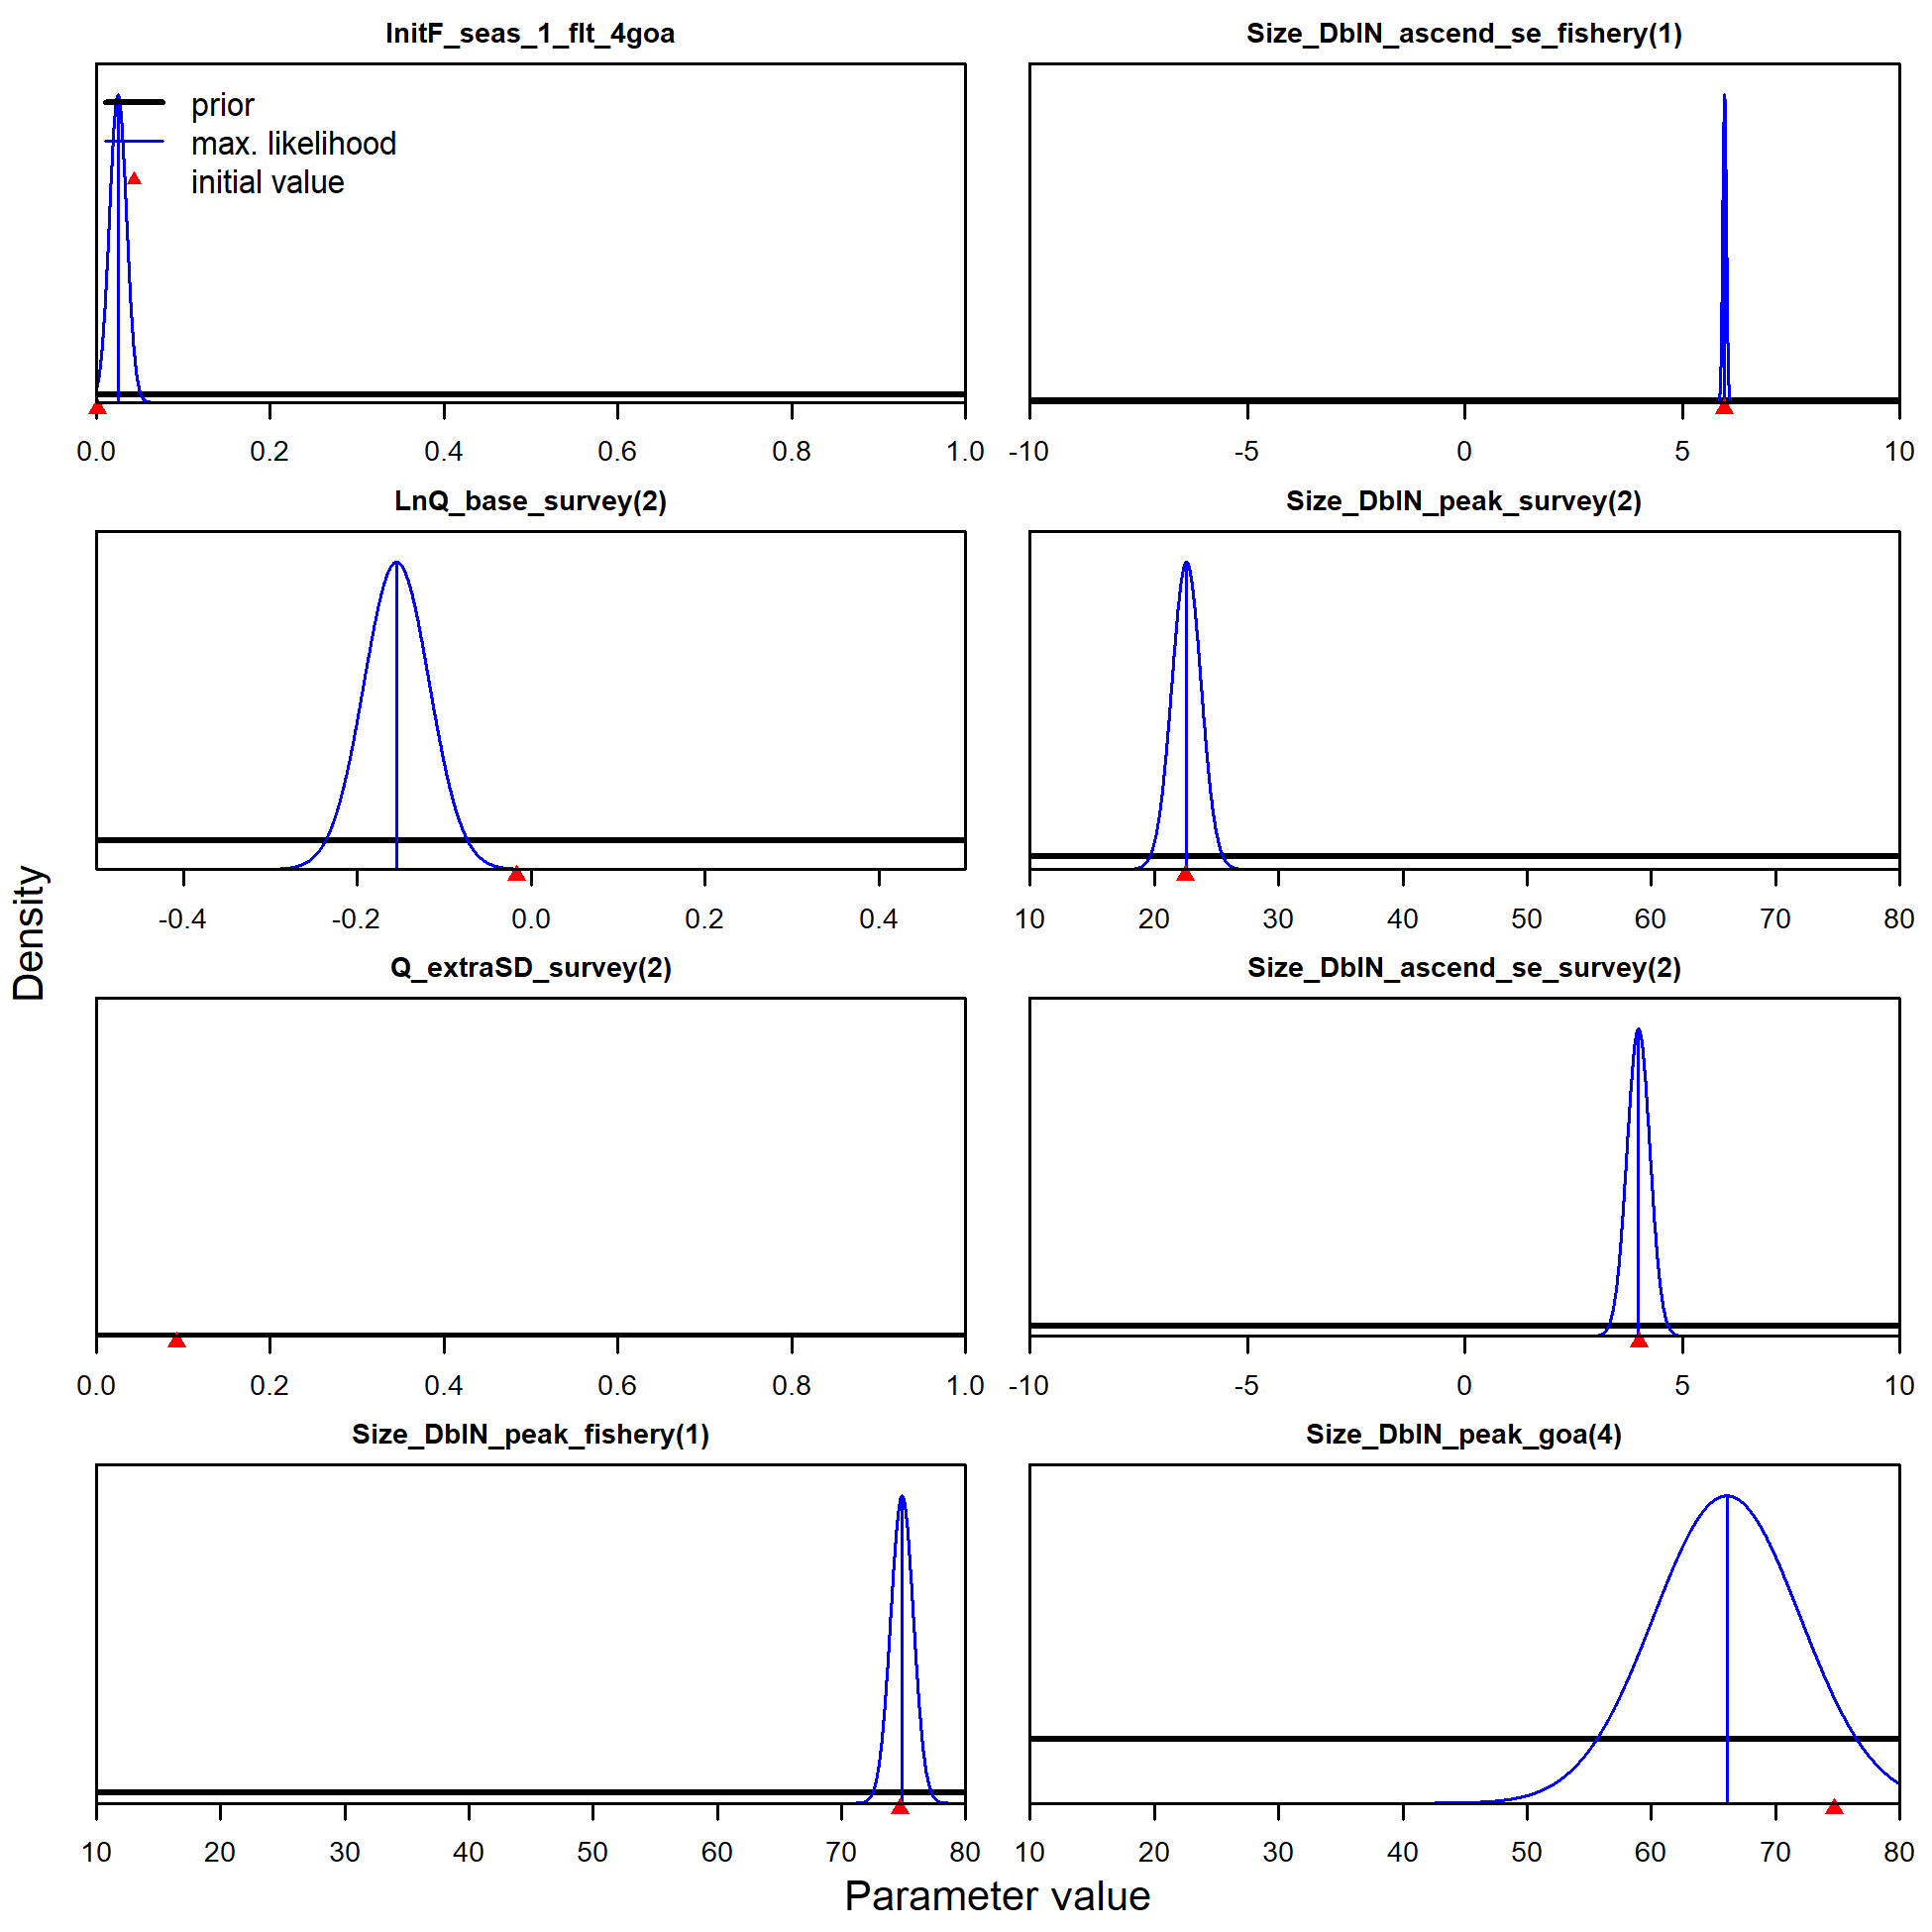 InitF_seas_1_flt_4goa
prior
max. likelihood
initial value
0.0 0.2 0.4 0.6 0.8 1.0
Size_DblN_ascend_se_fishery(1)
-10 -5 0 5 10
LnQ_base_survey(2)
-0.4 -0.2 0.0 0.2 0.4
Size_DblN_peak_survey(2)
10 20 30 40 50 60 70 80
Q_extraSD_survey(2)
0.0 0.2 0.4 0.6 0.8 1.0
Size_DblN_ascend_se_survey(2)
-10 -5 0 5 10
Size_DblN_peak_fishery(1)
10 20 30 40 50 60 70 80
Size_DblN_peak_goa(4)
10 20 30 40 50 60 70 80
Density
Parameter value